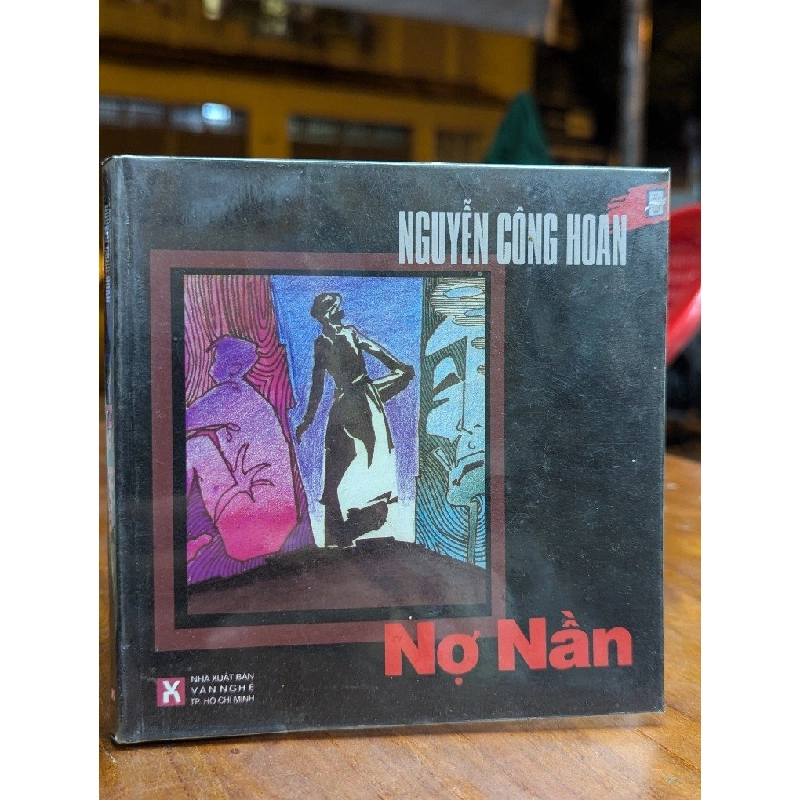 NGUYỄN CÔNG HOAN
Nợ Nần
NHÀ XUẤT BẢN
VĂN NGHỆ
TP. HỒ CHÍ MINH